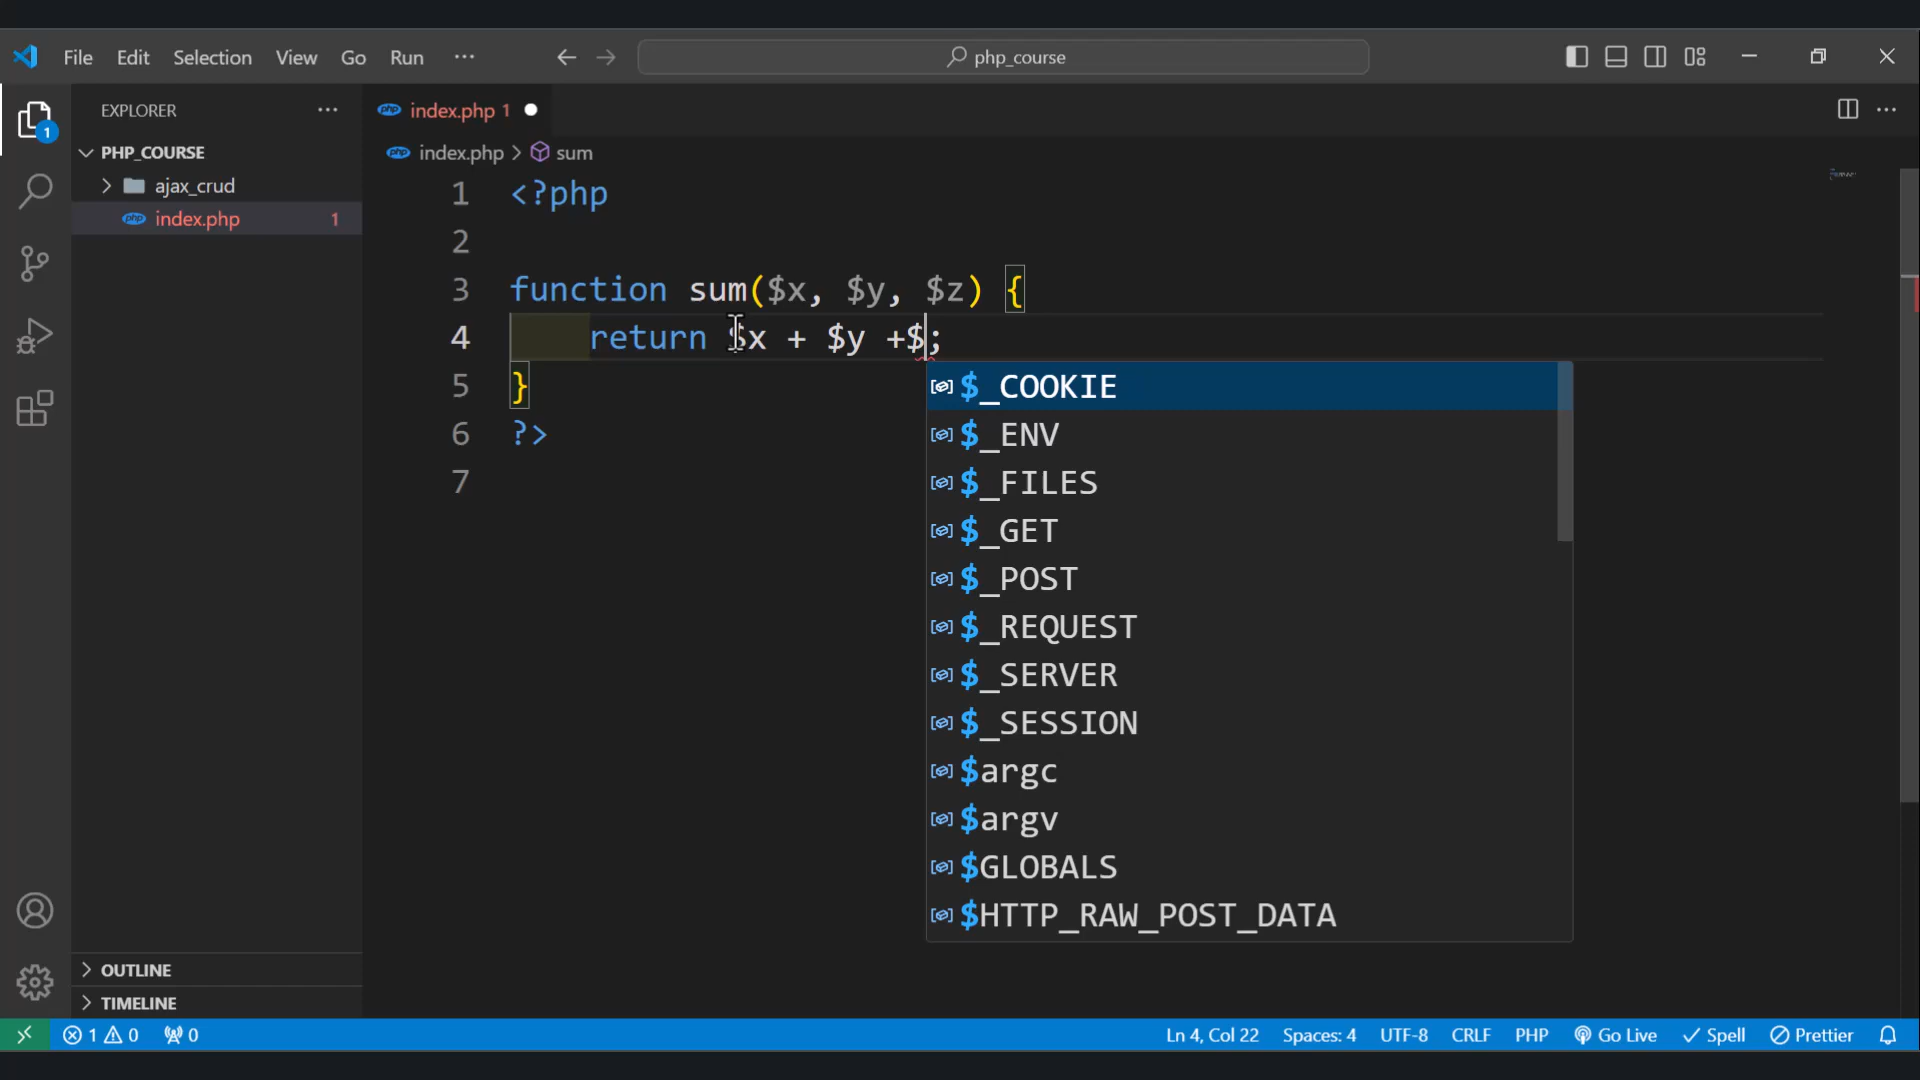 File Edit Selection View Go Run ··· ← → php_course
EXPLORER ···
index.php 1
PHP_COURSE
index.php > sum
ajax_crud
index.php 1
1
1 <?php
2
3 function sum($x, $y, $z) {
4 return $x + $y +$;
5 }
6 ?>
7
$_COOKIE
$_ENV
$_FILES
$_GET
$_POST
$_REQUEST
$_SERVER
$_SESSION
$argc
$argv
$GLOBALS
$HTTP_RAW_POST_DATA
OUTLINE
TIMELINE
1 0 0 Ln 4, Col 22 Spaces: 4 UTF-8 CRLF PHP Go Live Spell Prettier